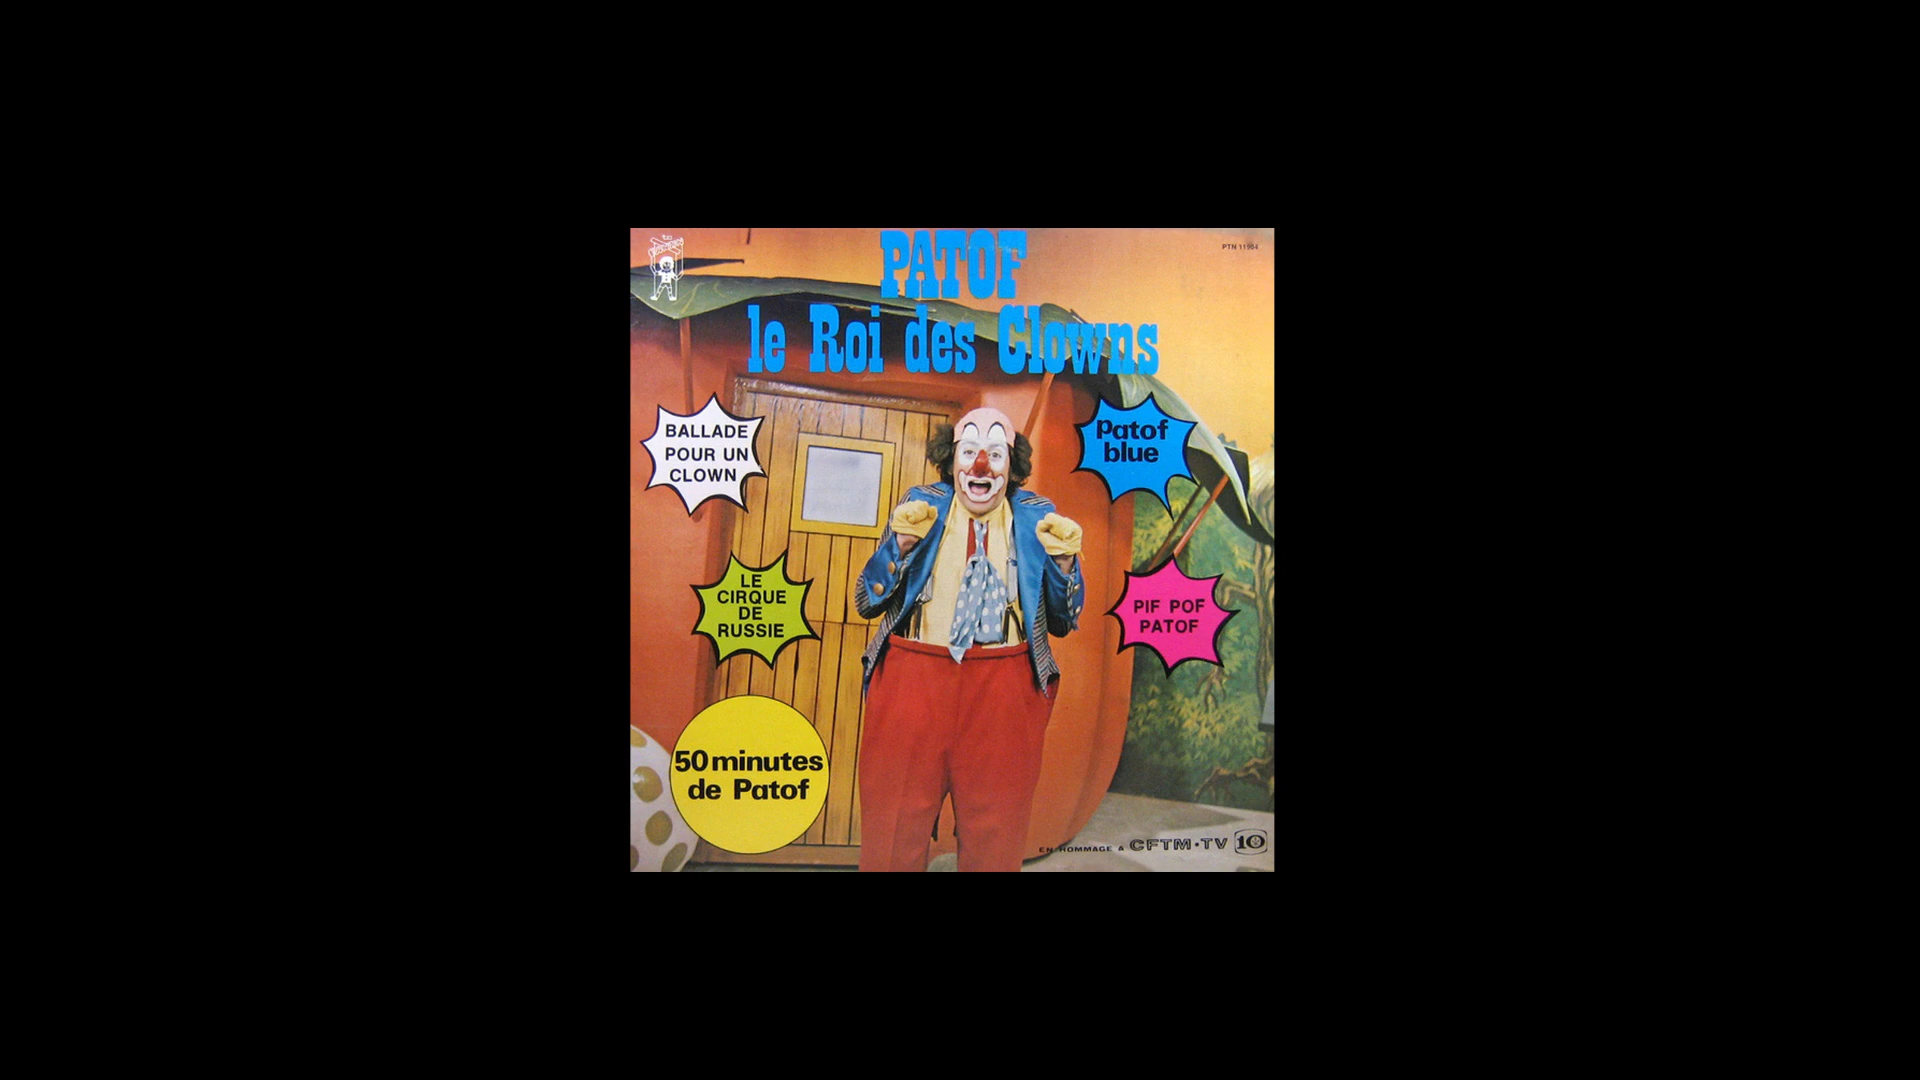 PATOF
PTN 11904
le Roi des Clowns
BALLADE
POUR UN
CLOWN
patof
blue
LE
CIRQUE
DE
RUSSIE
PIF POF
PATOF
50 minutes
de Patof
EN HOMMAGE A CFTM·TV 10